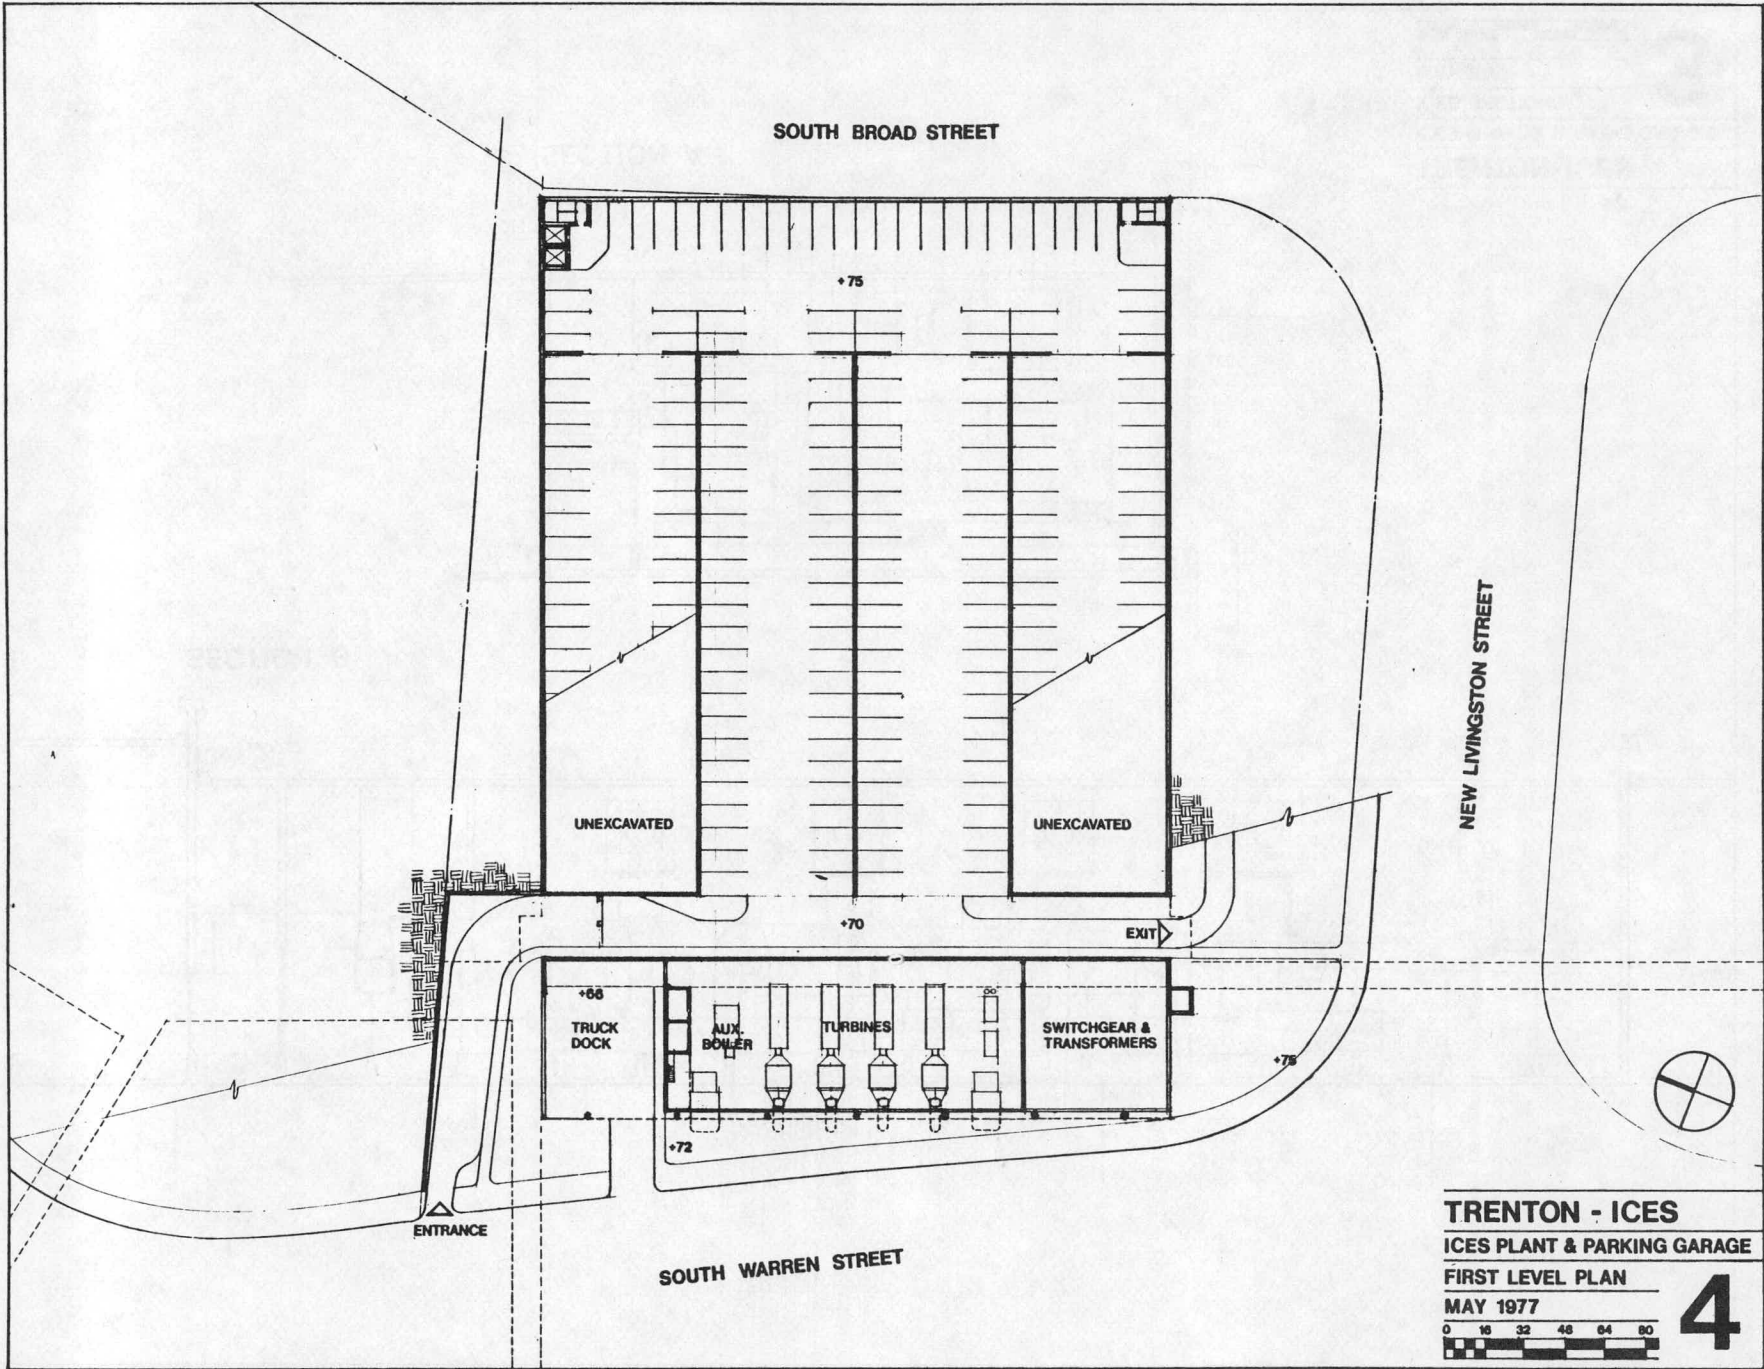 SOUTH BROAD STREET
+75
NEW LIVINGSTON STREET
UNEXCAVATED
UNEXCAVATED
+70
EXIT
+66
TRUCK
DOCK
AUX.
BOILER
TURBINES
SWITCHGEAR &
TRANSFORMERS
+75
+72
ENTRANCE
SOUTH WARREN STREET
TRENTON - ICES
ICES PLANT & PARKING GARAGE
FIRST LEVEL PLAN
MAY 1977
0 16 32 48 64 80
4